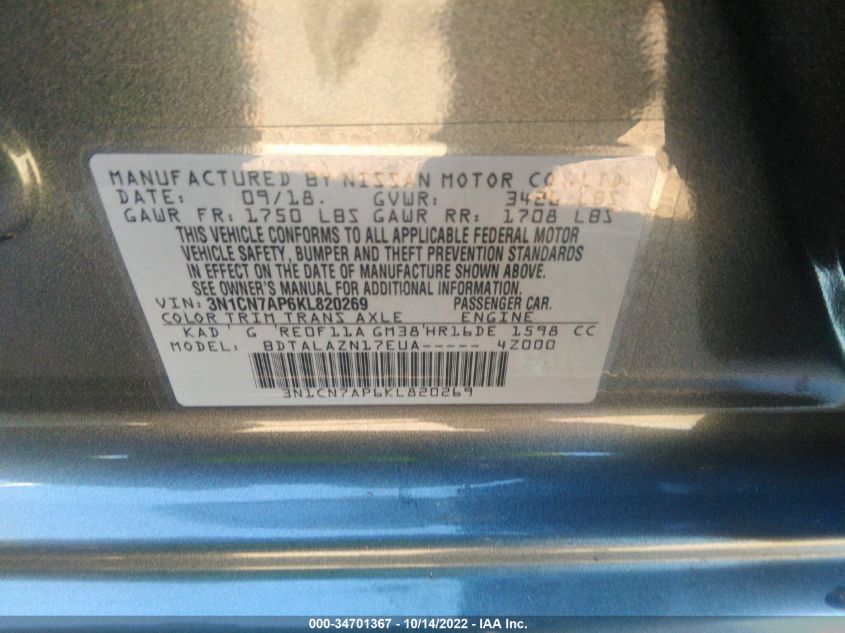 MANUFACTURED BY NISSAN MOTOR CO., LTD.
DATE: 09/18. GVWR: 3426 LBS
GAWR FR: 1750 LBS GAWR RR: 1708 LBS
THIS VEHICLE CONFORMS TO ALL APPLICABLE FEDERAL MOTOR
VEHICLE SAFETY, BUMPER AND THEFT PREVENTION STANDARDS
IN EFFECT ON THE DATE OF MANUFACTURE SHOWN ABOVE.
SEE OWNER'S MANUAL FOR ADDITIONAL INFORMATION
VIN: 3N1CN7AP6KL820269 PASSENGER CAR.
COLOR TRIM TRANS AXLE ENGINE
KAD ' G 'RE0F11A GM38'HR16DE 1598 CC
MODEL: BDTALAZN17EUA----- 4Z000
3N1CN7AP6KL820269
000-34701367 - 10/14/2022 - IAA Inc.